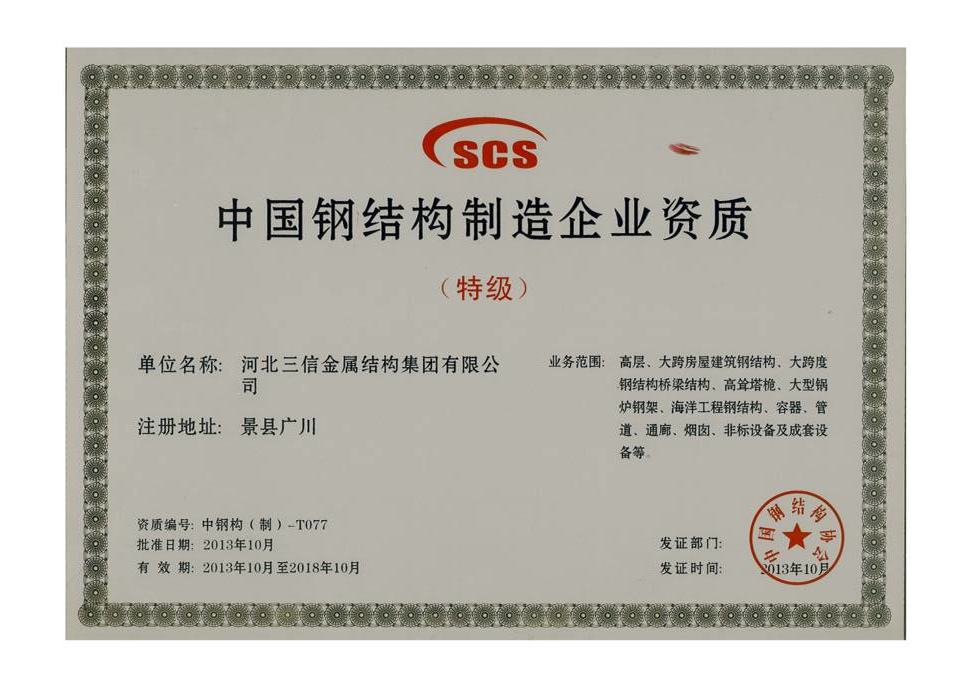 SCS
中国钢结构制造企业资质
（特级）
单位名称: 河北三信金属结构集团有限公
司
注册地址: 景县广川
业务范围: 高层、大跨房屋建筑钢结构、大跨度
钢结构桥梁结构、高耸塔桅、大型锅
炉钢架、海洋工程钢结构、容器、管
道、通廊、烟囱、非标设备及成套设
备等。
资质编号: 中钢构（制）-T077
批准日期: 2013年10月
有 效 期: 2013年10月至2018年10月
发证部门:
中国钢结构协会
发证时间: 2013年10月